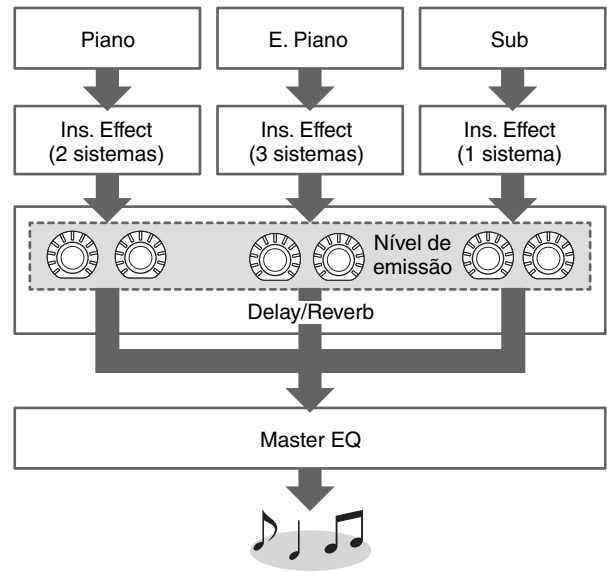 Piano
E. Piano
Sub
Ins. Effect
(2 sistemas)
Ins. Effect
(3 sistemas)
Ins. Effect
(1 sistema)
Nível de
emissão
Delay/Reverb
Master EQ